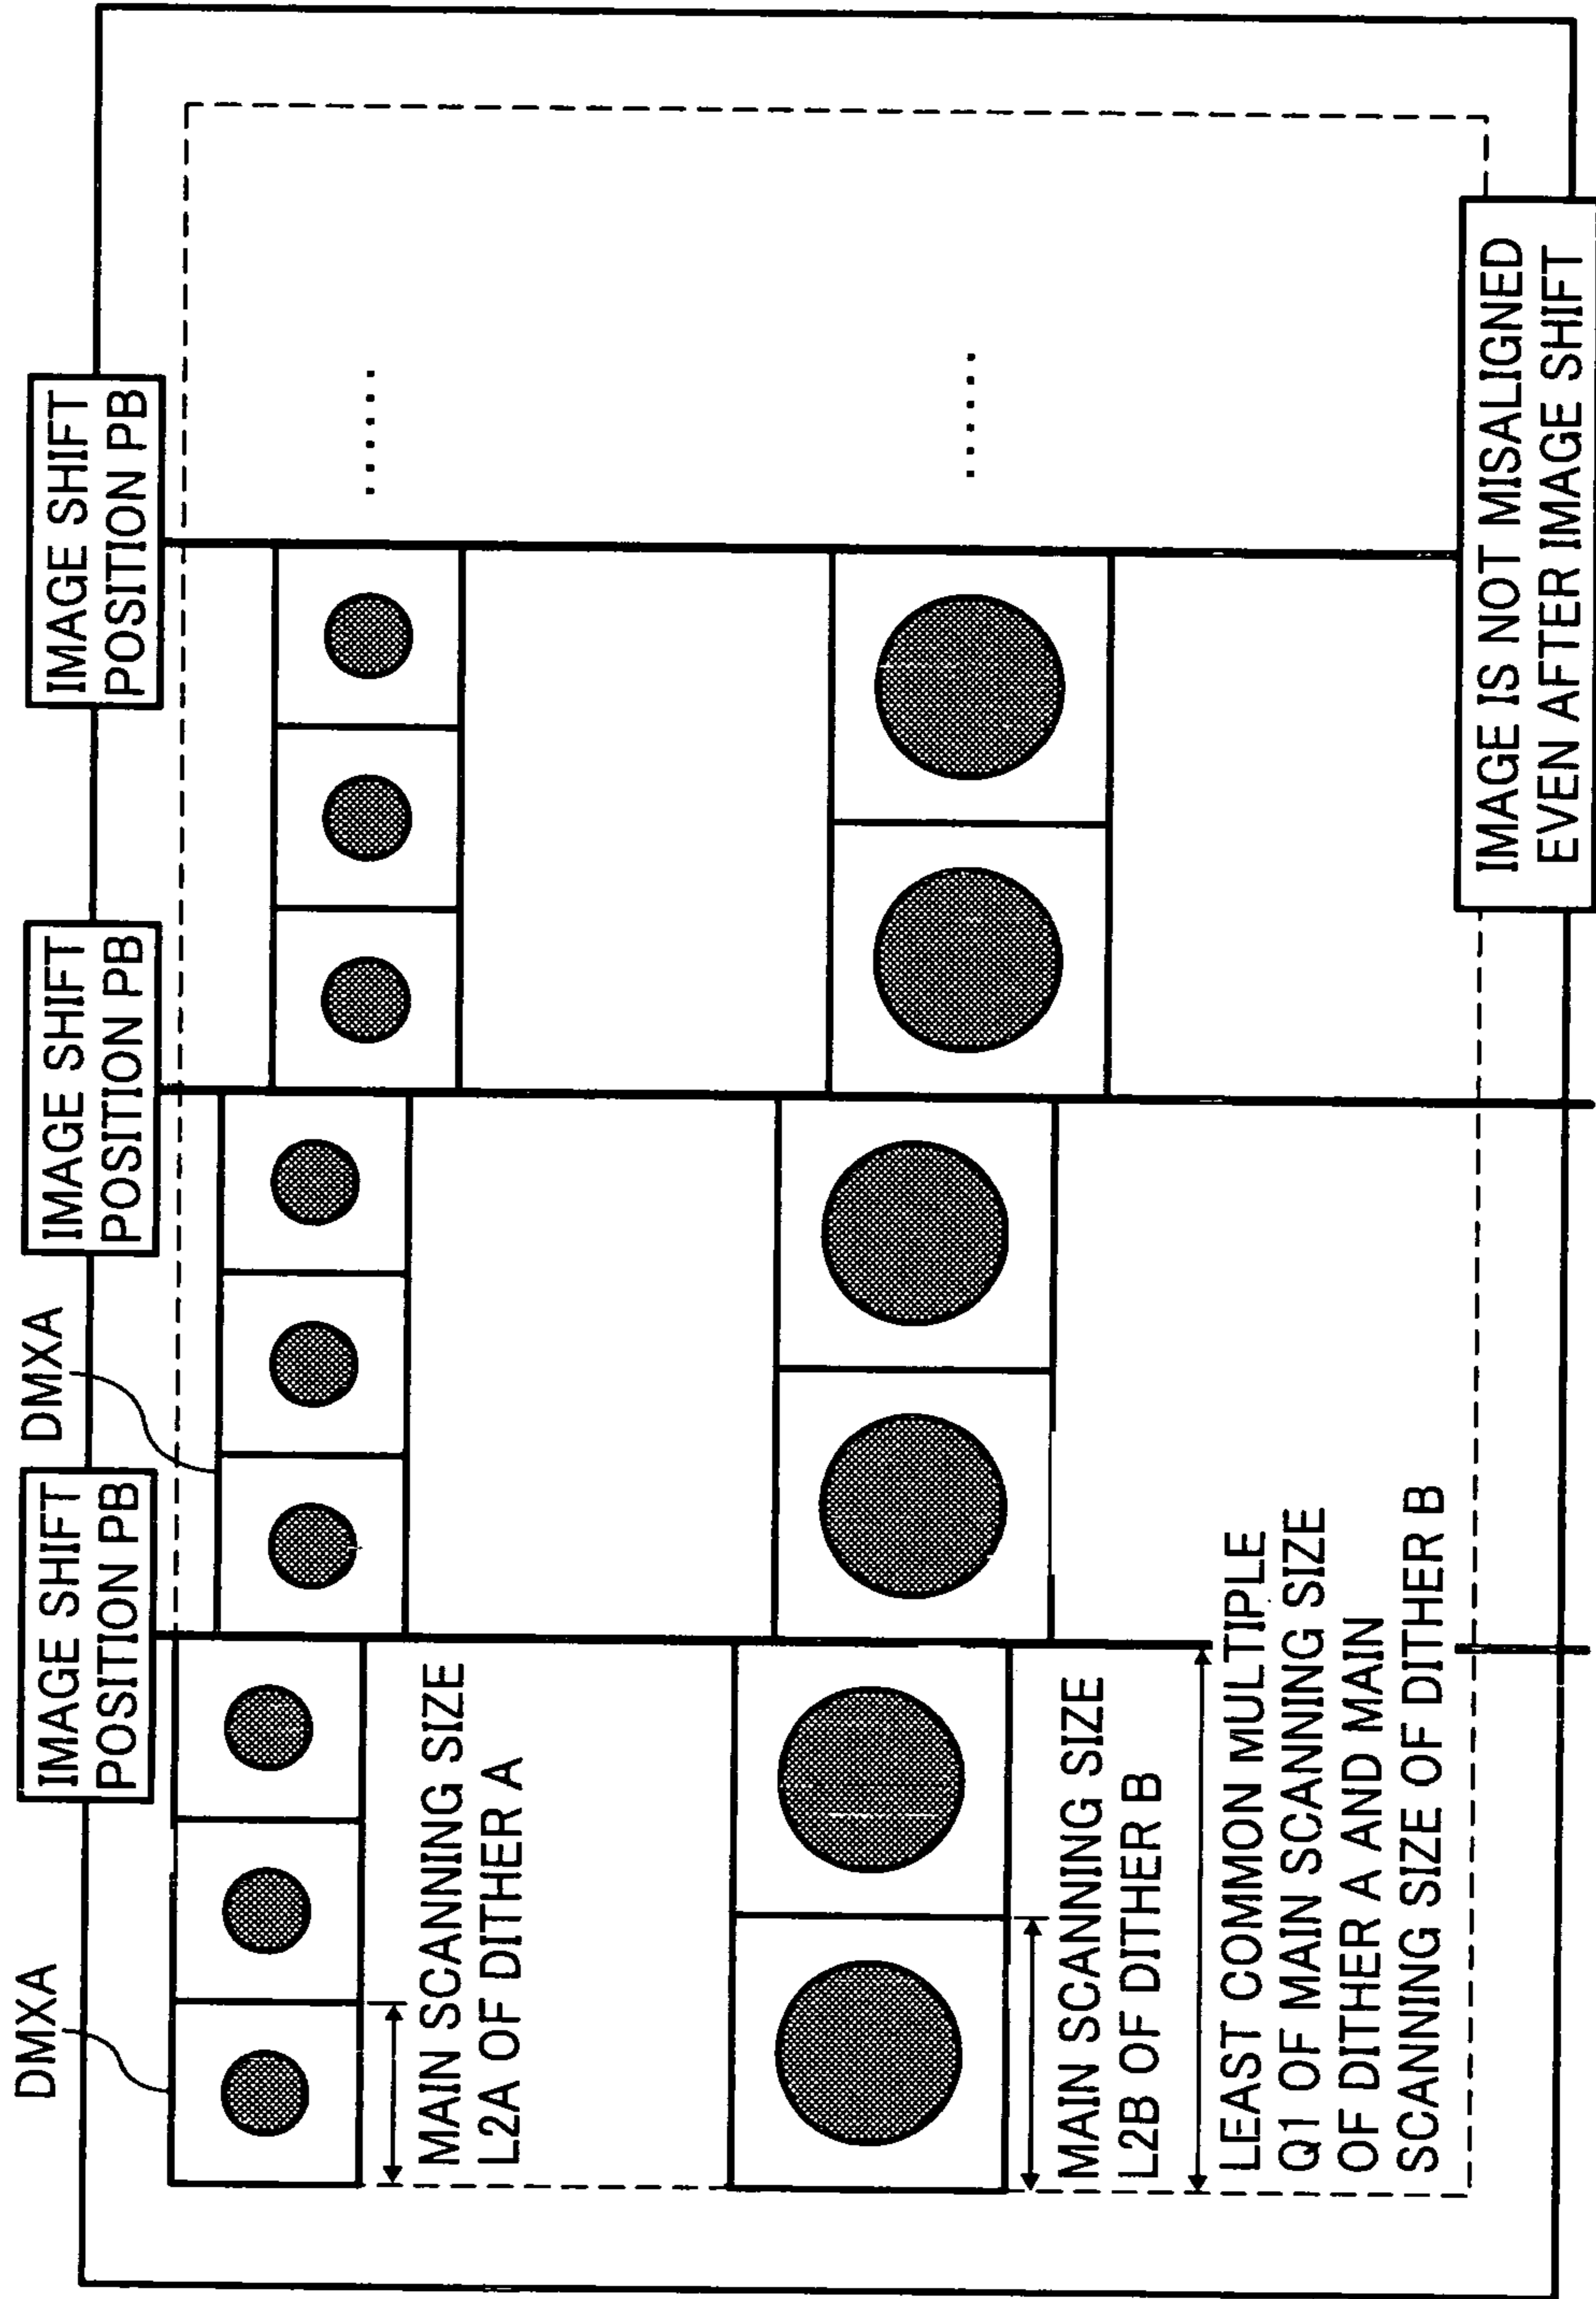 IMAGE SHIFT
POSITION PB
IMAGE SHIFT
POSITION PB
IMAGE SHIFT
POSITION PB
DMXA
DMXA
MAIN SCANNING SIZE
L2A OF DITHER A
MAIN SCANNING SIZE
L2B OF DITHER B
LEAST COMMON MULTIPLE
Q1 OF MAIN SCANNING SIZE
OF DITHER A AND MAIN
SCANNING SIZE OF DITHER B
IMAGE IS NOT MISALIGNED
EVEN AFTER IMAGE SHIFT